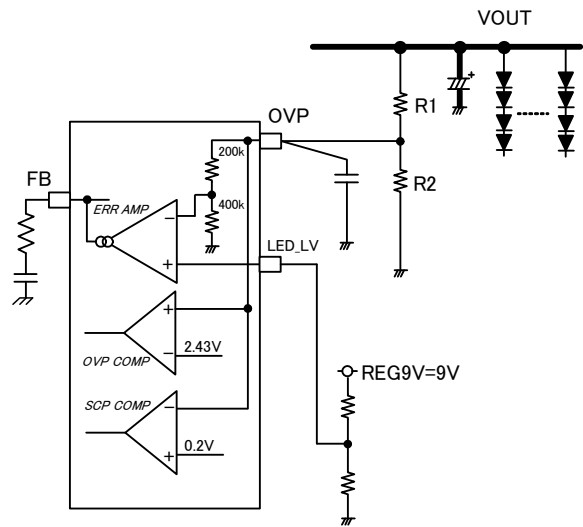 VOUT
OVP
R1
200k
FB
R2
ERR AMP
400k
−
LED_LV
+
+
2.43V
−
OVP COMP
REG9V=9V
SCP COMP
−
0.2V
+
+